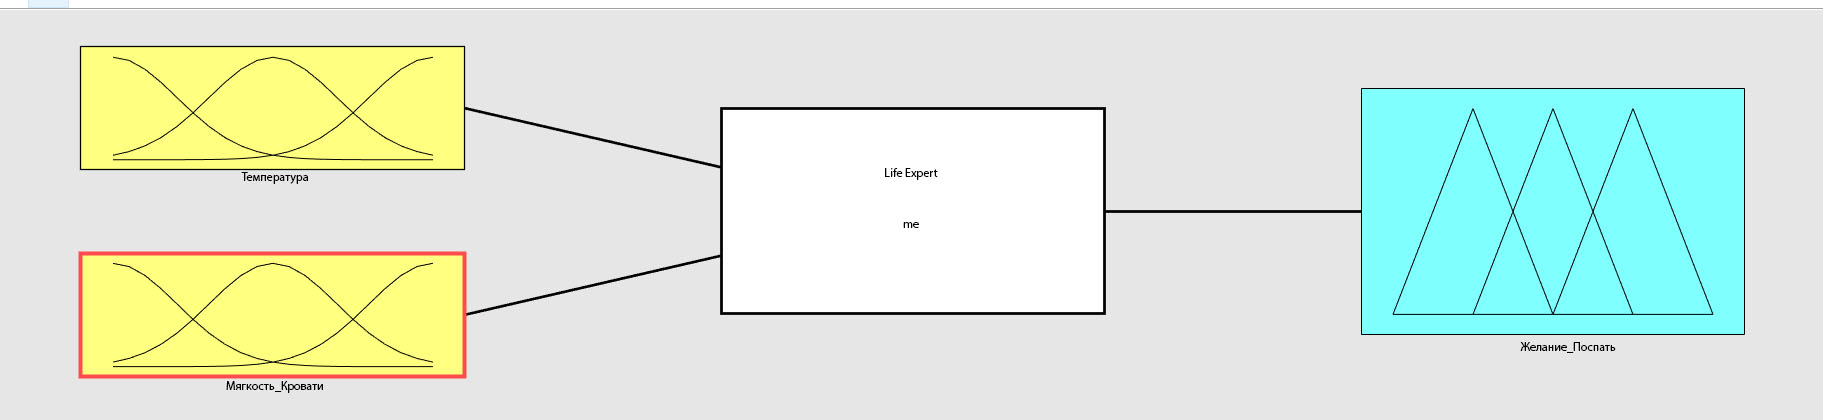 Температура
Life Expert
me
Желание_Поспать
Мягкость_Кровати